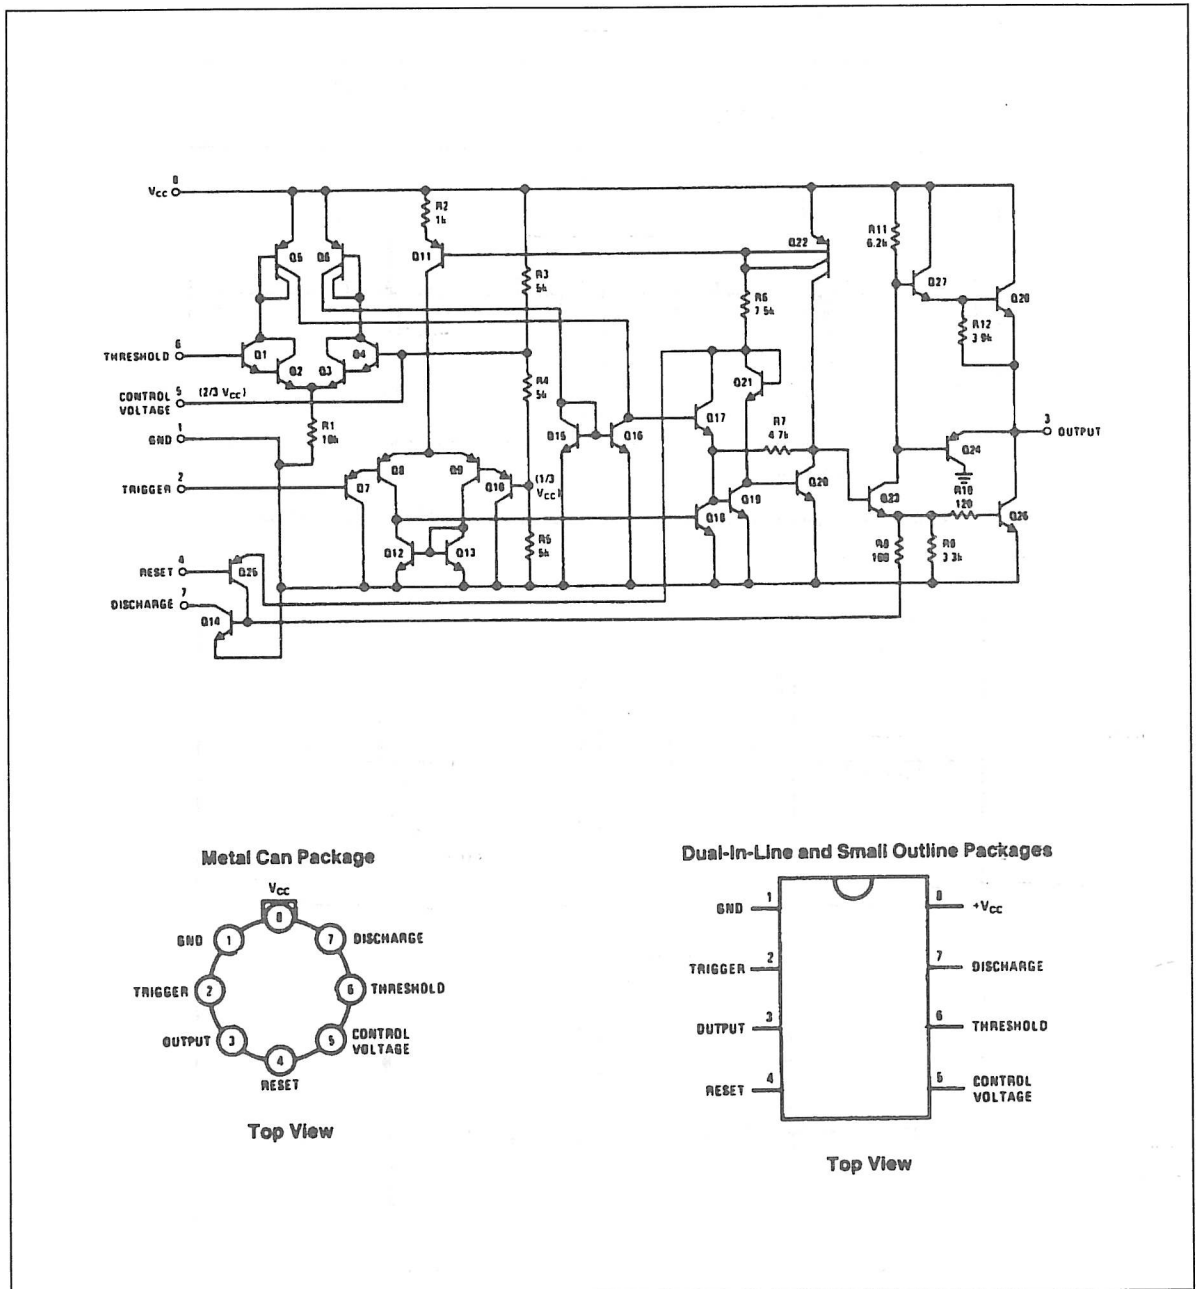 8
VCC
R2
1k
R11
6.2k
Q5
Q6
Q11
Q22
R3
5k
Q27
Q28
R6
7.5k
R12
3.9k
6
THRESHOLD
Q1
Q2
Q3
Q4
CONTROL VOLTAGE
5
(2/3 VCC)
R4
5k
Q21
1
GND
R1
10k
Q15
Q16
Q17
R7
4.7k
3
OUTPUT
Q24
2
TRIGGER
Q7
Q8
Q9
Q10
(1/3
VCC)
Q18
Q19
Q20
Q23
R10
120
Q26
Q12
Q13
R5
5k
R8
100
R9
3.3k
4
RESET
Q25
7
DISCHARGE
Q14
Metal Can Package
VCC
8
GND
1
7
DISCHARGE
TRIGGER
2
6
THRESHOLD
OUTPUT
3
5
CONTROL
VOLTAGE
4
RESET
Top View
Dual-In-Line and Small Outline Packages
GND
1
8
+VCC
TRIGGER
2
7
DISCHARGE
OUTPUT
3
6
THRESHOLD
RESET
4
5
CONTROL
VOLTAGE
Top View